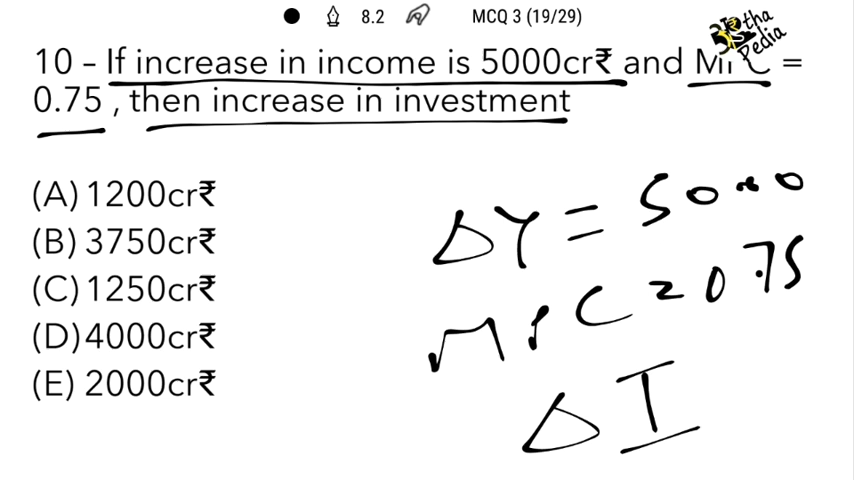 8.2 MCQ 3 (19/29)
Pedia
10 – If increase in income is 5000cr₹ and MPC =
0.75 , then increase in investment
(A) 1200cr₹
(B) 3750cr₹
(C) 1250cr₹
(D) 4000cr₹
(E) 2000cr₹
ΔY = 5000
MPC = 0.75
ΔI